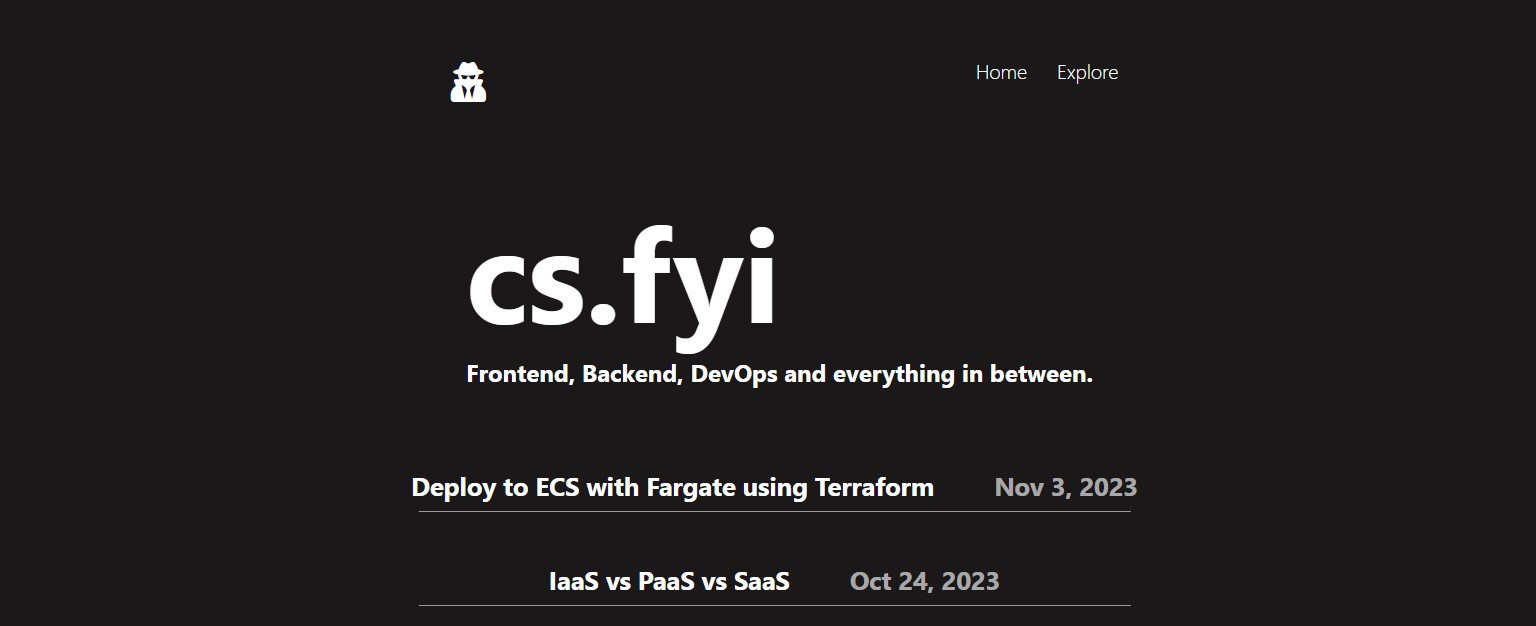 Home Explore
cs.fyi
Frontend, Backend, DevOps and everything in between.
Deploy to ECS with Fargate using Terraform Nov 3, 2023
IaaS vs PaaS vs SaaS Oct 24, 2023